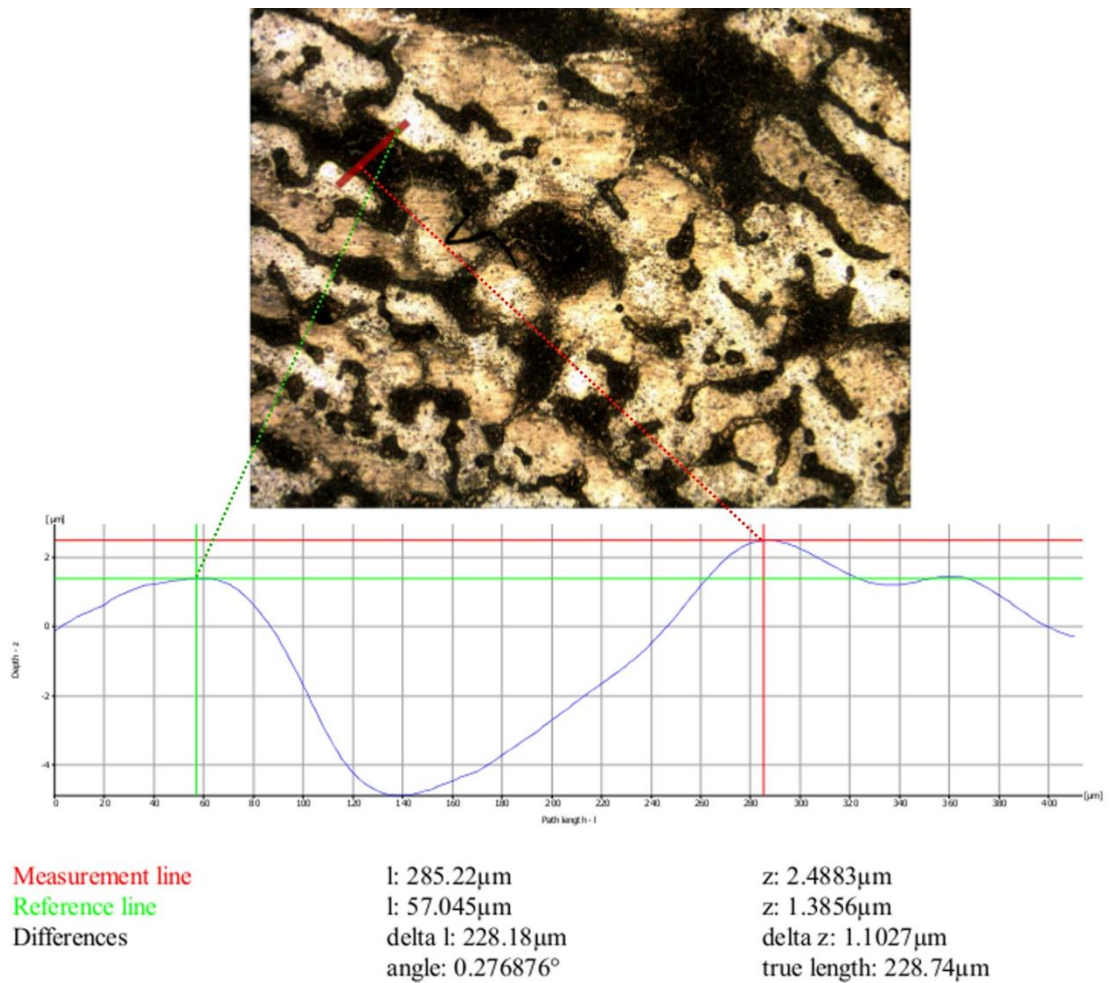 [µm]
2
0
-2
-4
Depth - z
0 20 40 60 80 100 120 140 160 180 200 220 240 260 280 300 320 340 360 380 400 [µm]
Path length - l
Measurement line l: 285.22µm z: 2.4883µm
Reference line l: 57.045µm z: 1.3856µm
Differences delta l: 228.18µm delta z: 1.1027µm
angle: 0.276876° true length: 228.74µm